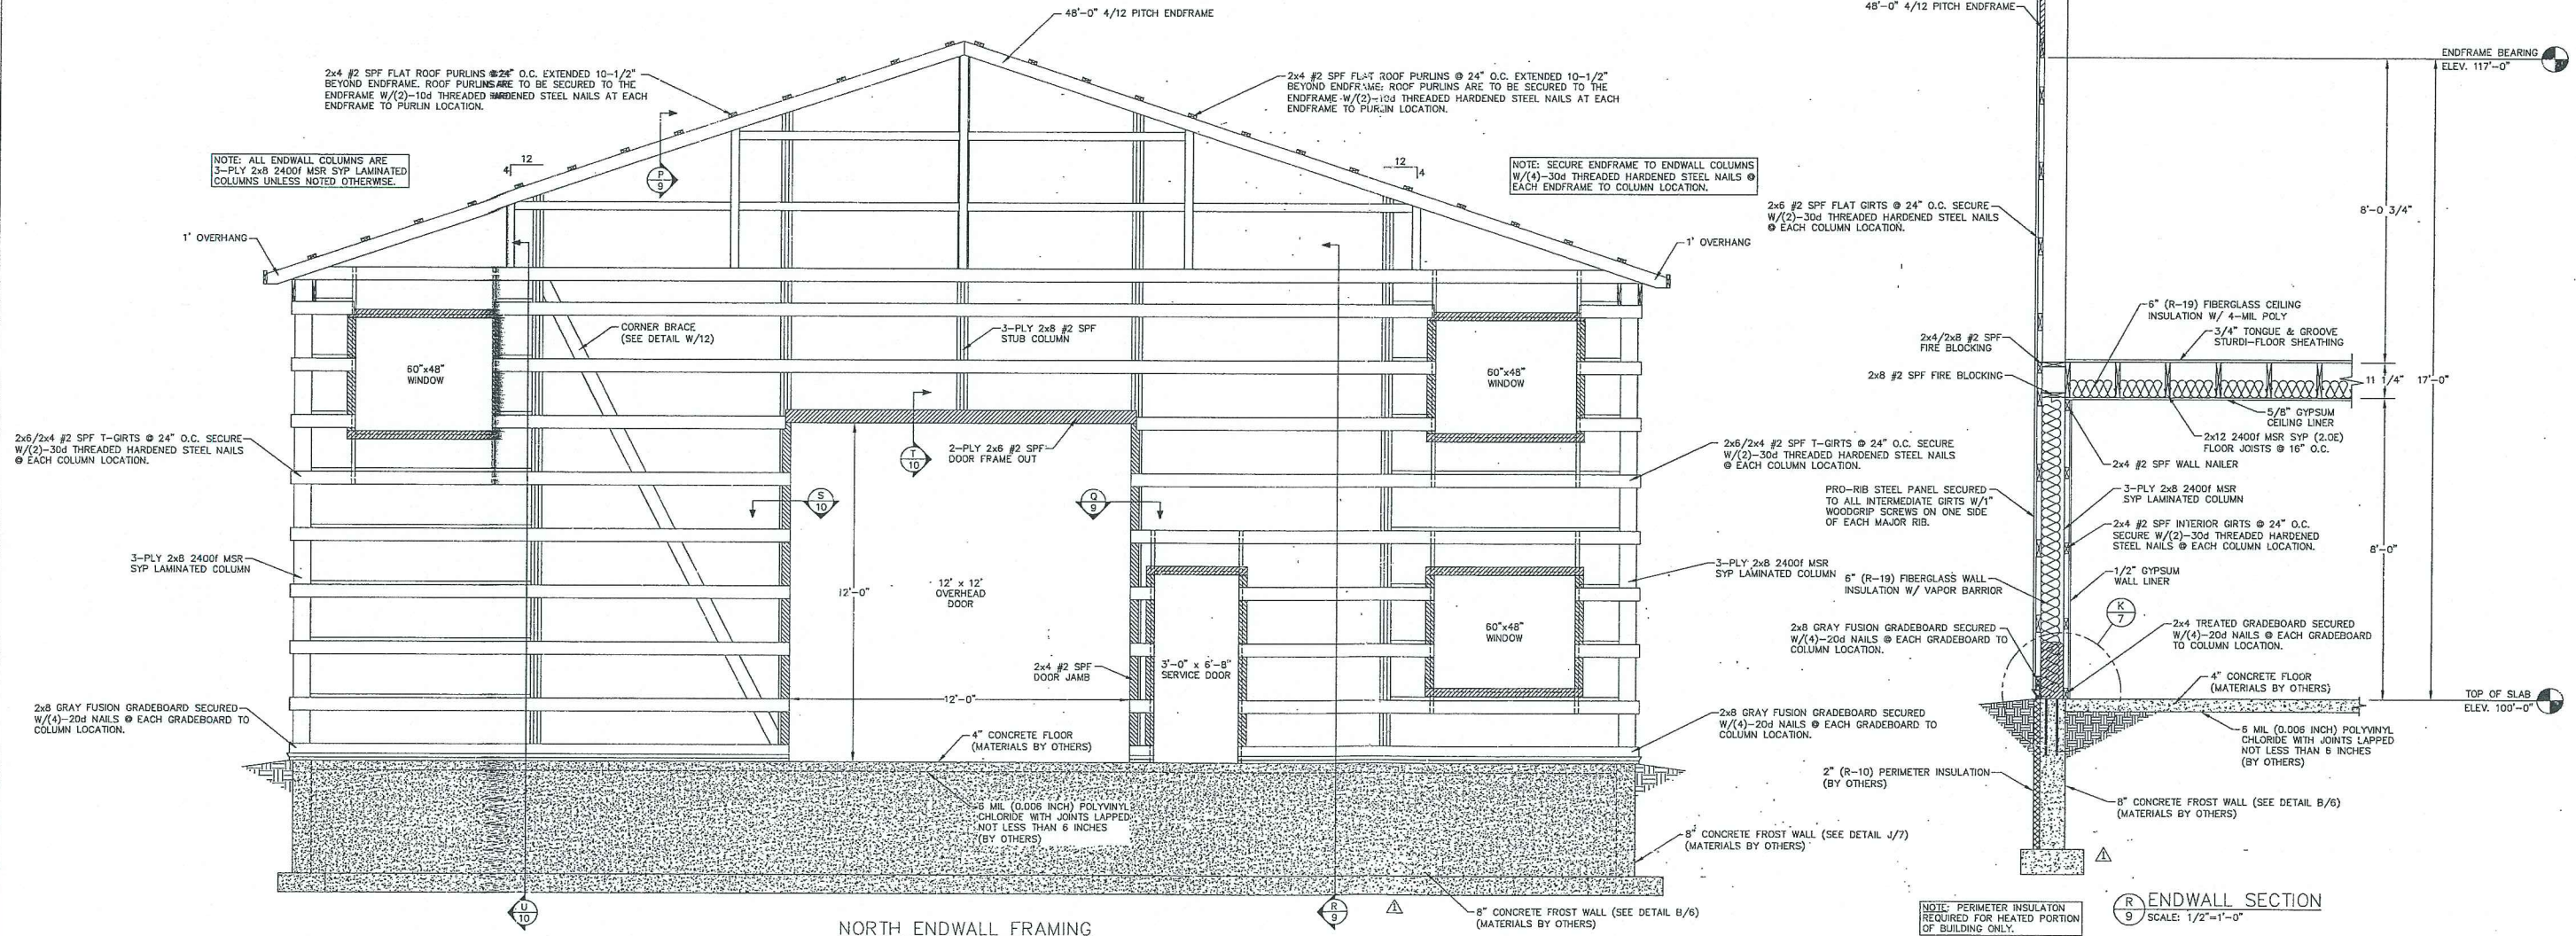 48'-0" 4/12 PITCH ENDFRAME
2x4 #2 SPF FLAT ROOF PURLINS @ 24" O.C. EXTENDED 10-1/2"
BEYOND ENDFRAME. ROOF PURLINS ARE TO BE SECURED TO THE
ENDFRAME W/(2)-10d THREADED HARDENED STEEL NAILS AT EACH
ENDFRAME TO PURLIN LOCATION.
2x4 #2 SPF FLAT ROOF PURLINS @ 24" O.C. EXTENDED 10-1/2"
BEYOND ENDFRAME: ROOF PURLINS ARE TO BE SECURED TO THE
ENDFRAME W/(2)-10d THREADED HARDENED STEEL NAILS AT EACH
ENDFRAME TO PURLIN LOCATION.
NOTE: ALL ENDWALL COLUMNS ARE
3-PLY 2x8 2400f MSR SYP LAMINATED
COLUMNS UNLESS NOTED OTHERWISE.
12
4
P
9
12
4
NOTE: SECURE ENDFRAME TO ENDWALL COLUMNS
W/(4)-30d THREADED HARDENED STEEL NAILS @
EACH ENDFRAME TO COLUMN LOCATION.
1' OVERHANG
1' OVERHANG
CORNER BRACE
(SEE DETAIL W/12)
3-PLY 2x8 #2 SPF
STUB COLUMN
60"x48"
WINDOW
60"x48"
WINDOW
2x6/2x4 #2 SPF T-GIRTS @ 24" O.C. SECURE
W/(2)-30d THREADED HARDENED STEEL NAILS
@ EACH COLUMN LOCATION.
T
10
2-PLY 2x6 #2 SPF
DOOR FRAME OUT
2x6/2x4 #2 SPF T-GIRTS @ 24" O.C. SECURE
W/(2)-30d THREADED HARDENED STEEL NAILS
@ EACH COLUMN LOCATION.
S
10
Q
9
3-PLY 2x8 2400f MSR
SYP LAMINATED COLUMN
12'-0"
12' x 12'
OVERHEAD
DOOR
3-PLY 2x8 2400f MSR
SYP LAMINATED COLUMN
60"x48"
WINDOW
2x4 #2 SPF
DOOR JAMB
3'-0" x 6'-8"
SERVICE DOOR
12'-0"
2x8 GRAY FUSION GRADEBOARD SECURED
W/(4)-20d NAILS @ EACH GRADEBOARD TO
COLUMN LOCATION.
2x8 GRAY FUSION GRADEBOARD SECURED
W/(4)-20d NAILS @ EACH GRADEBOARD TO
COLUMN LOCATION.
4" CONCRETE FLOOR
(MATERIALS BY OTHERS)
6 MIL (0.006 INCH) POLYVINYL
CHLORIDE WITH JOINTS LAPPED
NOT LESS THAN 6 INCHES
(BY OTHERS)
8" CONCRETE FROST WALL (SEE DETAIL J/7)
(MATERIALS BY OTHERS)
U
10
R
9
1
8" CONCRETE FROST WALL (SEE DETAIL B/6)
(MATERIALS BY OTHERS)
NORTH ENDWALL FRAMING
48'-0" 4/12 PITCH ENDFRAME
ENDFRAME BEARING
ELEV. 117'-0"
2x6 #2 SPF FLAT GIRTS @ 24" O.C. SECURE
W/(2)-30d THREADED HARDENED STEEL NAILS
@ EACH COLUMN LOCATION.
8'-0 3/4"
6" (R-19) FIBERGLASS CEILING
INSULATION W/ 4-MIL POLY
3/4" TONGUE & GROOVE
STURDI-FLOOR SHEATHING
2x4/2x8 #2 SPF
FIRE BLOCKING
2x8 #2 SPF FIRE BLOCKING
11 1/4"
17'-0"
5/8" GYPSUM
CEILING LINER
2x12 2400f MSR SYP (2.0E)
FLOOR JOISTS @ 16" O.C.
2x4 #2 SPF WALL NAILER
PRO-RIB STEEL PANEL SECURED
TO ALL INTERMEDIATE GIRTS W/1"
WOODGRIP SCREWS ON ONE SIDE
OF EACH MAJOR RIB.
3-PLY 2x8 2400f MSR
SYP LAMINATED COLUMN
2x4 #2 SPF INTERIOR GIRTS @ 24" O.C.
SECURE W/(2)-30d THREADED HARDENED
STEEL NAILS @ EACH COLUMN LOCATION.
8'-0"
6" (R-19) FIBERGLASS WALL
INSULATION W/ VAPOR BARRIOR
1/2" GYPSUM
WALL LINER
K
7
2x8 GRAY FUSION GRADEBOARD SECURED
W/(4)-20d NAILS @ EACH GRADEBOARD TO
COLUMN LOCATION.
2x4 TREATED GRADEBOARD SECURED
W/(4)-20d NAILS @ EACH GRADEBOARD
TO COLUMN LOCATION.
4" CONCRETE FLOOR
(MATERIALS BY OTHERS)
TOP OF SLAB
ELEV. 100'-0"
6 MIL (0.006 INCH) POLYVINYL
CHLORIDE WITH JOINTS LAPPED
NOT LESS THAN 6 INCHES
(BY OTHERS)
2" (R-10) PERIMETER INSULATION
(BY OTHERS)
8" CONCRETE FROST WALL (SEE DETAIL B/6)
(MATERIALS BY OTHERS)
1
NOTE: PERIMETER INSULATON
REQUIRED FOR HEATED PORTION
OF BUILDING ONLY.
R
9
ENDWALL SECTION
SCALE: 1/2"=1'-0"